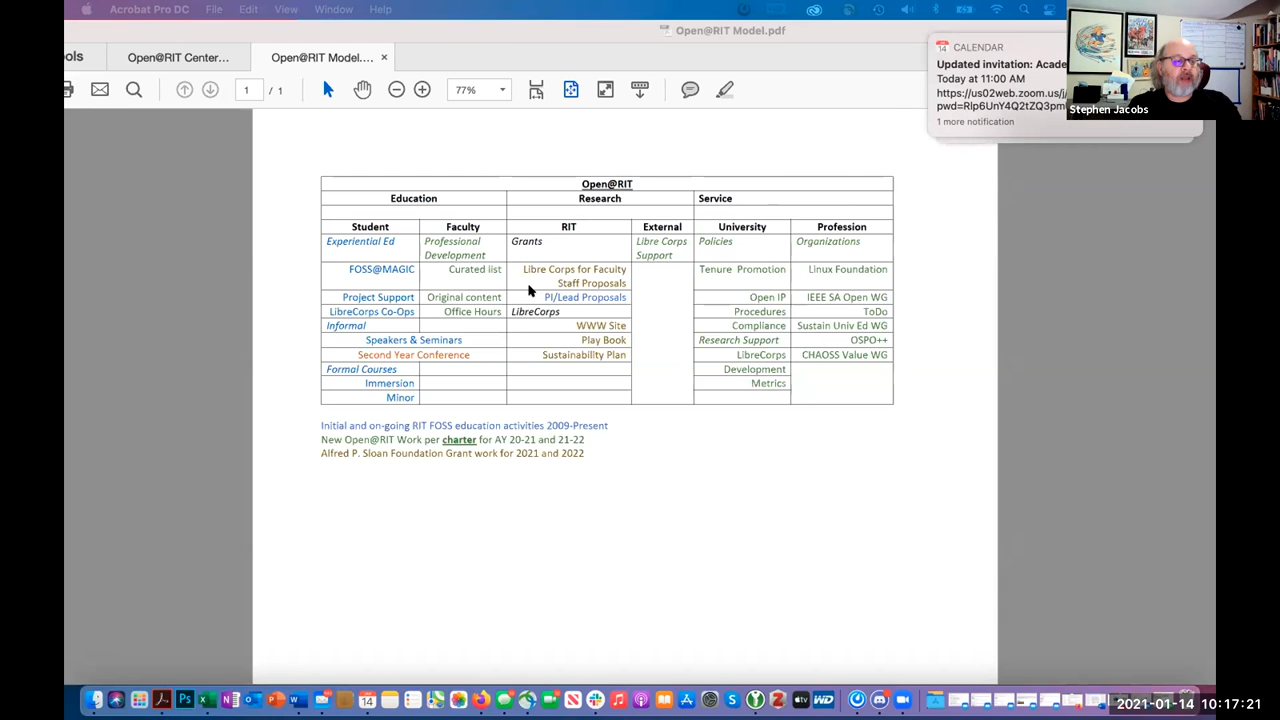 Acrobat Pro DC File Edit View Window Help
Open@RIT Model.pdf
ols Open@RIT Center... Open@RIT Model.... ×
1 / 1 77%
CALENDAR
Updated invitation: Acade
Today at 11:00 AM
https://us02web.zoom.us/j
pwd=Rlp6UnY4Q2tZQ3pm
1 more notification
Stephen Jacobs
Open@RIT
Education Research Service
Student Faculty RIT External University Profession
Experiential Ed Professional Development Grants Libre Corps Support Policies Organizations
FOSS@MAGIC Curated list Libre Corps for Faculty Staff Proposals Tenure Promotion Linux Foundation
Project Support Original content PI/Lead Proposals Open IP IEEE SA Open WG
LibreCorps Co-Ops Office Hours LibreCorps Procedures ToDo
Informal WWW Site Compliance Sustain Univ Ed WG
Speakers & Seminars Play Book Research Support OSPO++
Second Year Conference Sustainability Plan LibreCorps CHAOSS Value WG
Formal Courses Development
Immersion Metrics
Minor
Initial and on-going RIT FOSS education activities 2009-Present
New Open@RIT Work per charter for AY 20-21 and 21-22
Alfred P. Sloan Foundation Grant work for 2021 and 2022
2021-01-14 10:17:21